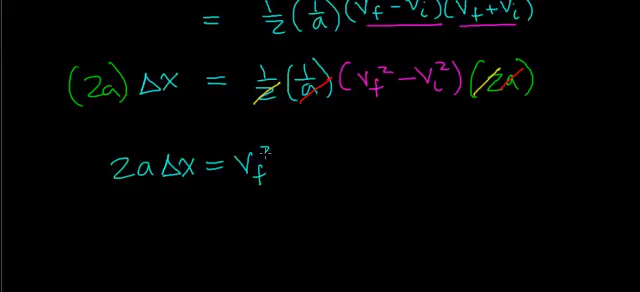 = 1/2 (1/a) (Vf − Vi) (Vf + Vi)
(2a) Δx = 1/2 (1/a) (Vf² − Vi²) (2a)
2a Δx = Vf²